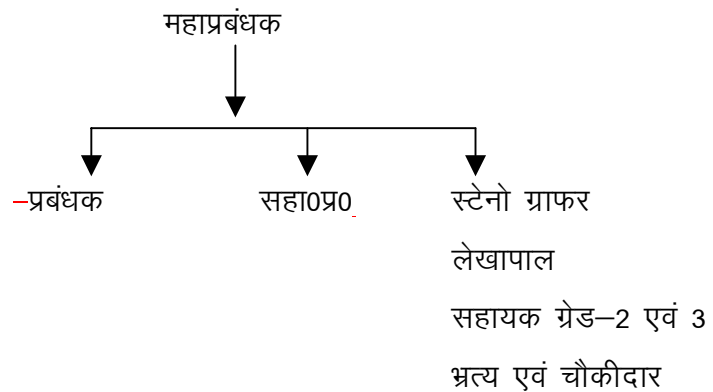 महाप्रबंधक
–प्रबंधक सहा0प्र0 स्टेनो ग्राफर
लेखापाल
सहायक ग्रेड–2 एवं 3
भ्रत्य एवं चौकीदार